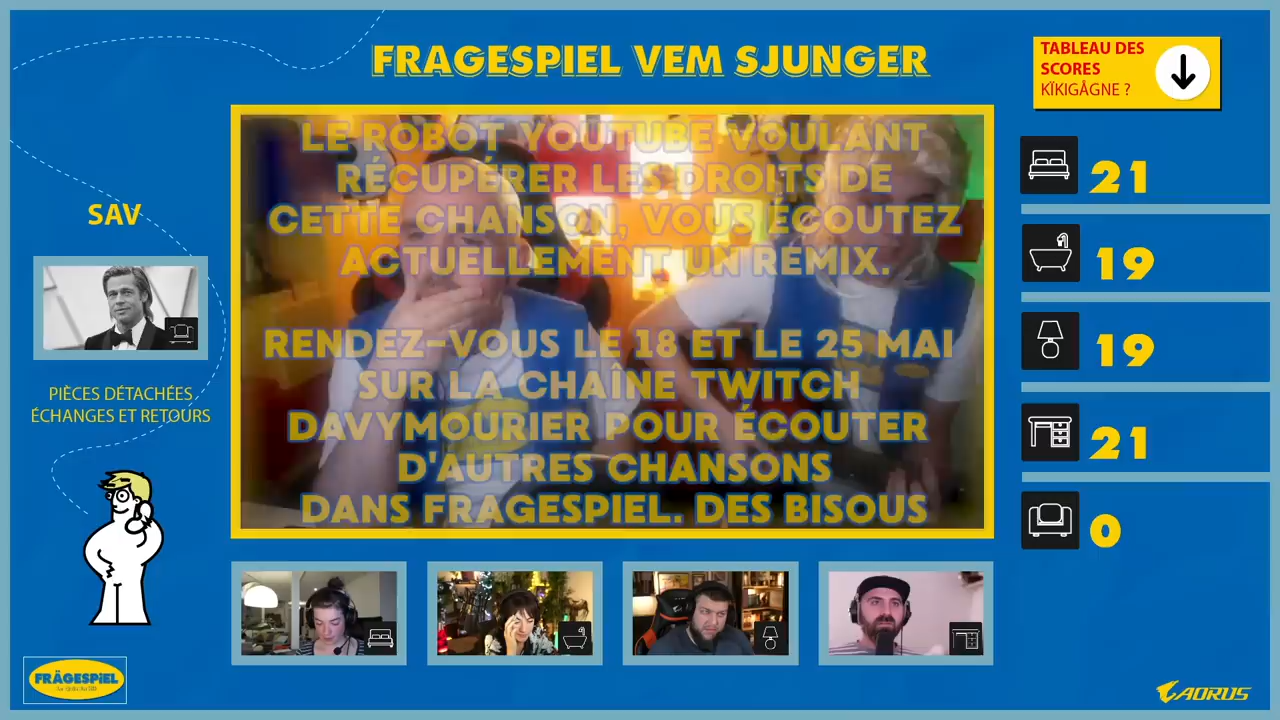 FRAGESPIEL VEM SJUNGER
TABLEAU DES
SCORES
KÏKIGÅGNE ?
LE ROBOT YOUTUBE VOULANT
RÉCUPÉRER LES DROITS DE
CETTE CHANSON, VOUS ÉCOUTEZ
ACTUELLEMENT UN REMIX.
RENDEZ-VOUS LE 18 ET LE 25 MAI
SUR LA CHAÎNE TWITCH
DAVYMOURIER POUR ÉCOUTER
D'AUTRES CHANSONS
DANS FRAGESPIEL. DES BISOUS
21
19
19
21
0
SAV
PIÈCES DÉTACHÉES
ÉCHANGES ET RETOURS
FRÄGESPIEL
AORUS